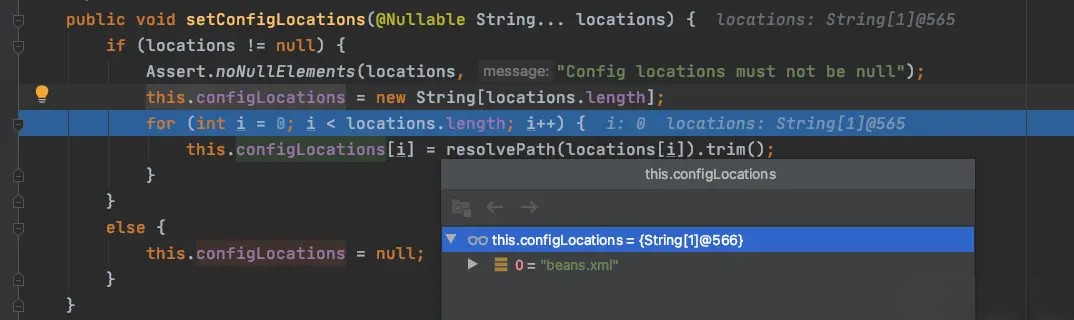 public void setConfigLocations(@Nullable String... locations) {  locations: String[1]@565
if (locations != null) {
Assert.noNullElements(locations, message: "Config locations must not be null");
this.configLocations = new String[locations.length];
for (int i = 0; i < locations.length; i++) {  i: 0  locations: String[1]@565
this.configLocations[i] = resolvePath(locations[i]).trim();
}
}
else {
this.configLocations = null;
}
}
this.configLocations
this.configLocations = {String[1]@566}
0 = "beans.xml"